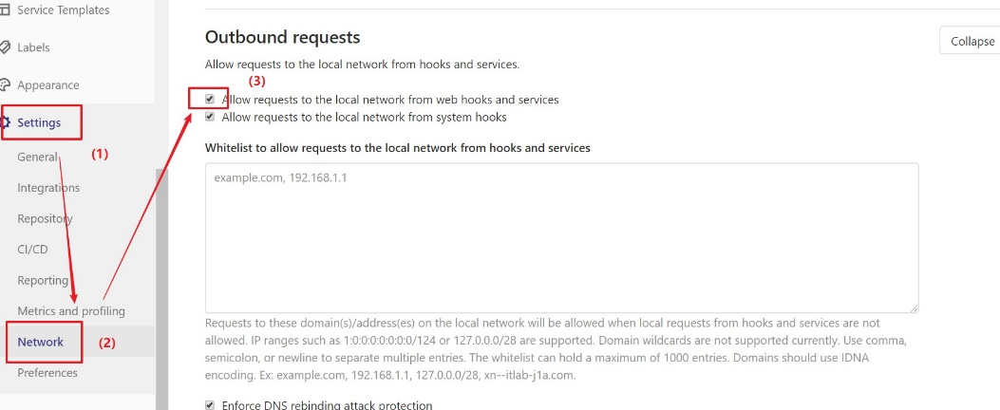 Service Templates
Labels
Appearance
Settings
General
(1)
Integrations
Repository
CI/CD
Reporting
Metrics and profiling
Network
(2)
Preferences
Outbound requests
Collapse
Allow requests to the local network from hooks and services.
(3)
Allow requests to the local network from web hooks and services
Allow requests to the local network from system hooks
Whitelist to allow requests to the local network from hooks and services
example.com, 192.168.1.1
Requests to these domain(s)/address(es) on the local network will be allowed when local requests from hooks and services are not
allowed. IP ranges such as 1:0:0:0:0:0:0:0/124 or 127.0.0.0/28 are supported. Domain wildcards are not supported currently. Use comma,
semicolon, or newline to separate multiple entries. The whitelist can hold a maximum of 1000 entries. Domains should use IDNA
encoding. Ex: example.com, 192.168.1.1, 127.0.0.0/28, xn--itlab-j1a.com.
Enforce DNS rebinding attack protection